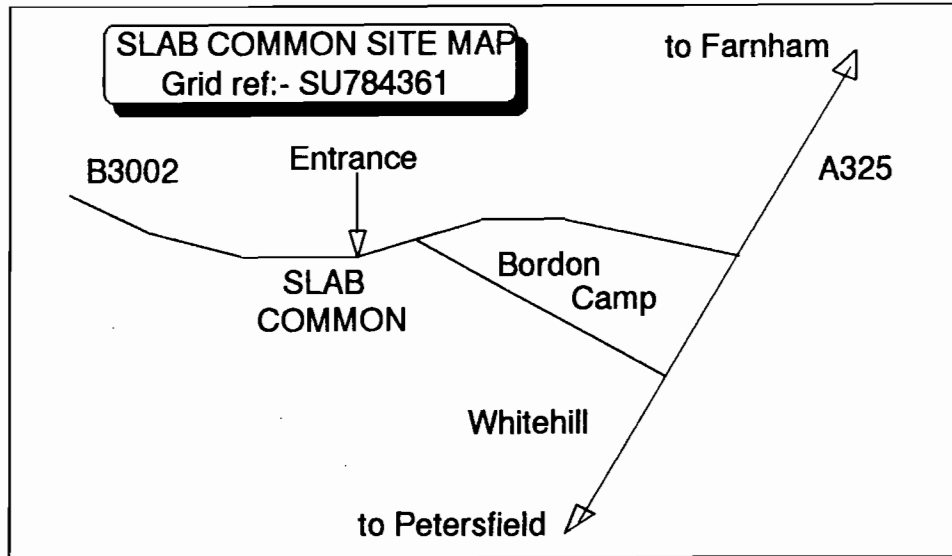 SLAB COMMON SITE MAP
Grid ref:- SU784361
to Farnham
B3002
Entrance
A325
SLAB
COMMON
Bordon
Camp
Whitehill
to Petersfield